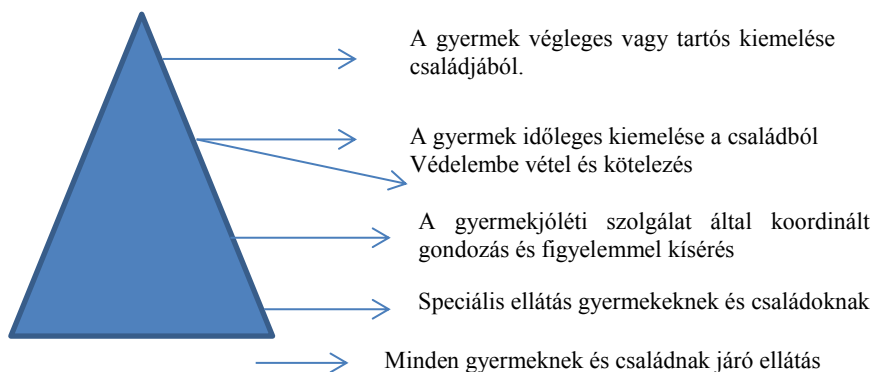 A gyermek végleges vagy tartós kiemelése
családjából.
A gyermek időleges kiemelése a családból
Védelembe vétel és kötelezés
A gyermekjóléti szolgálat által koordinált
gondozás és figyelemmel kísérés
Speciális ellátás gyermekeknek és családoknak
Minden gyermeknek és családnak járó ellátás